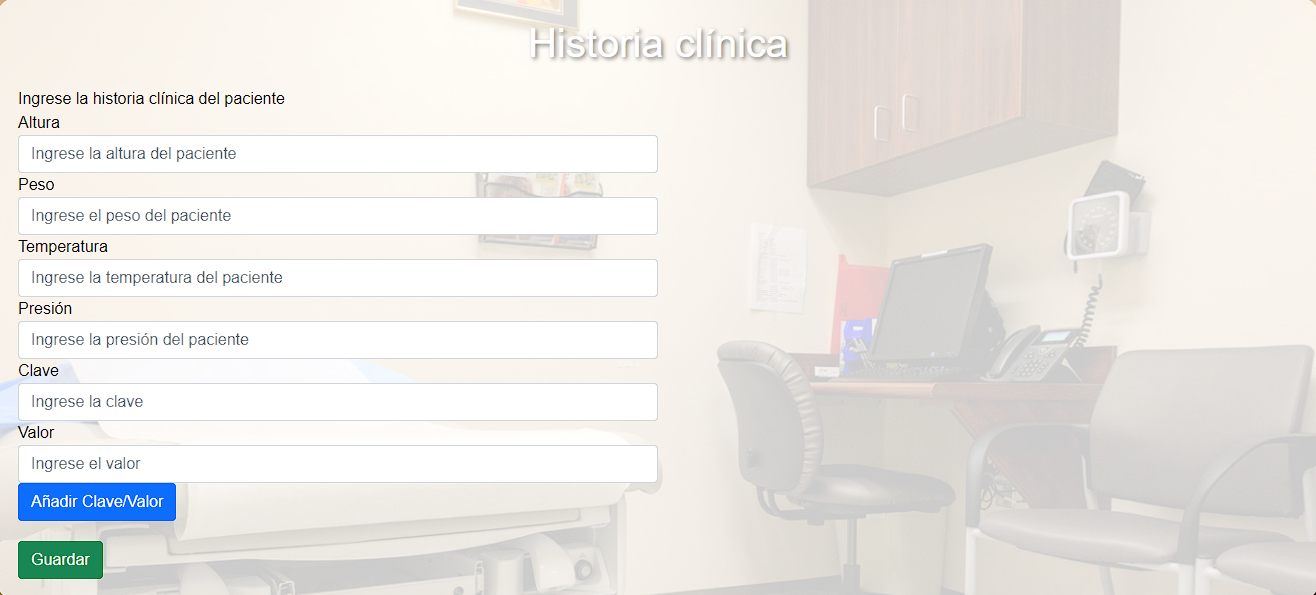 Historia clínica
Ingrese la historia clínica del paciente
Altura
Ingrese la altura del paciente
Peso
Ingrese el peso del paciente
Temperatura
Ingrese la temperatura del paciente
Presión
Ingrese la presión del paciente
Clave
Ingrese la clave
Valor
Ingrese el valor
Añadir Clave/Valor
Guardar